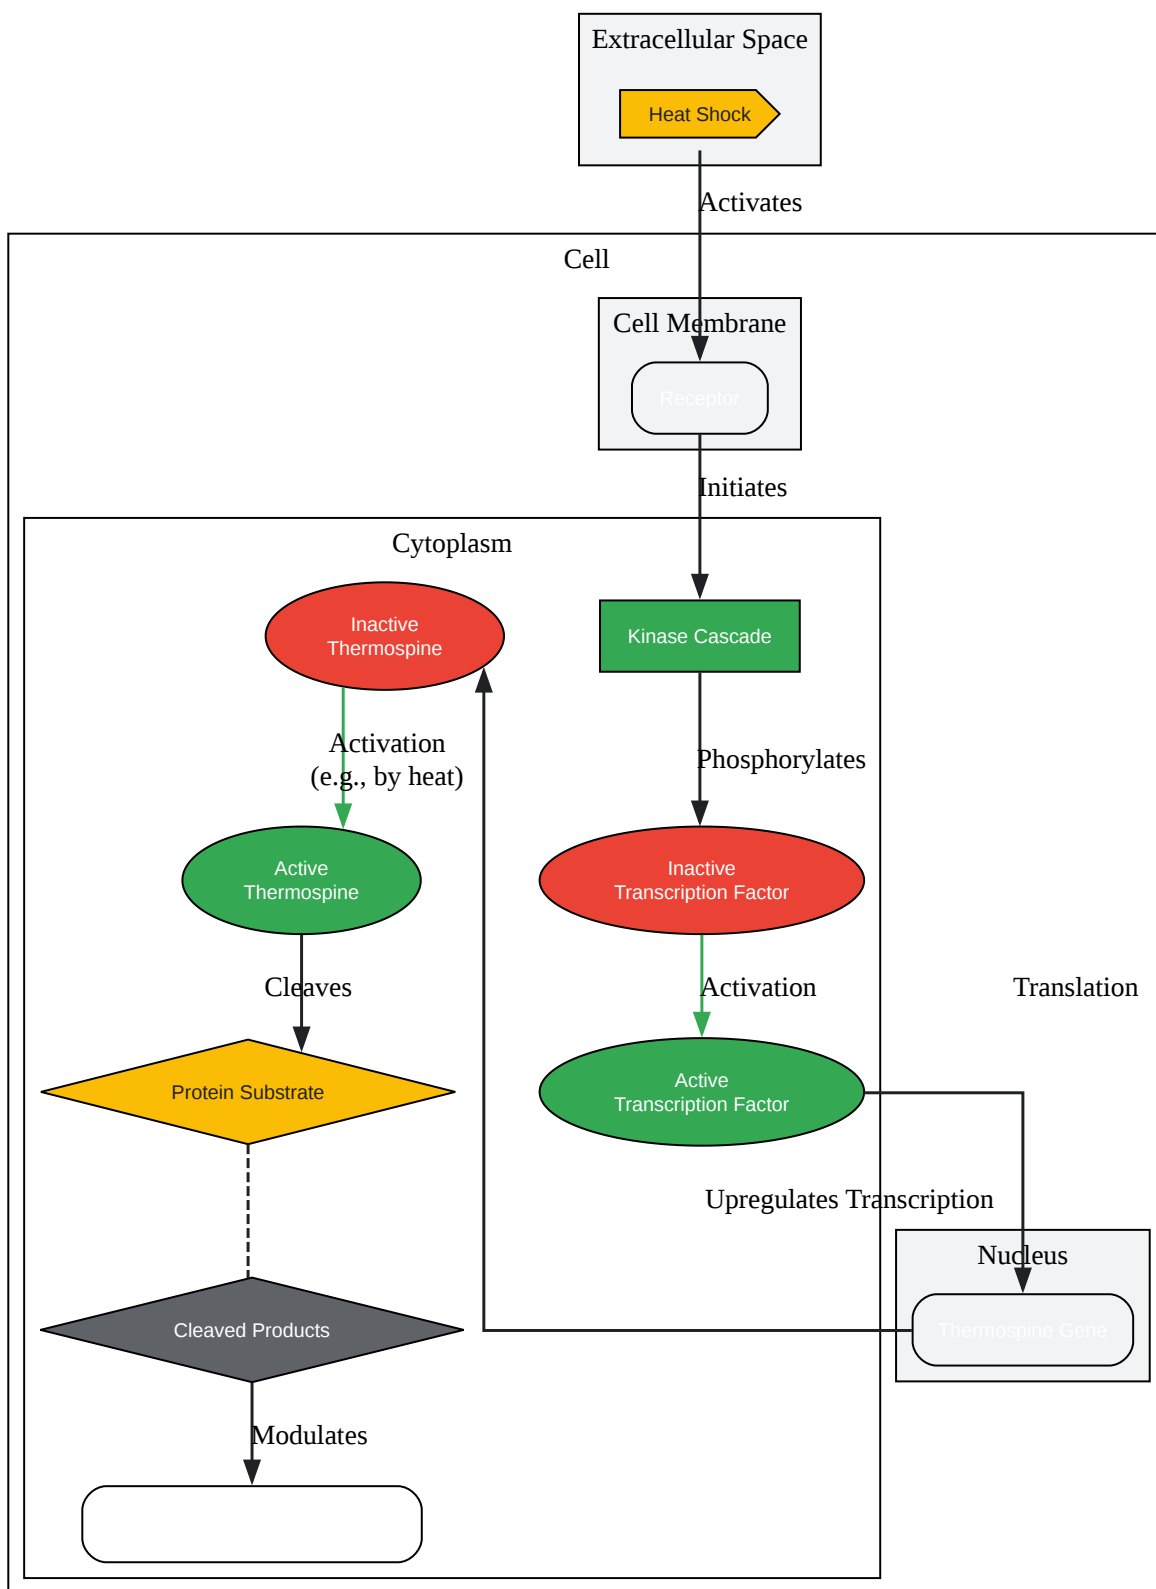 Extracellular Space
Heat Shock
Activates
Cell
Cell Membrane
Receptor
Initiates
Cytoplasm
Inactive
Thermospine
Kinase Cascade
Activation
(e.g., by heat)
Phosphorylates
Active
Thermospine
Inactive
Transcription Factor
Cleaves
Activation
Translation
Protein Substrate
Active
Transcription Factor
Upregulates Transcription
Nucleus
Cleaved Products
Thermospine Gene
Modulates